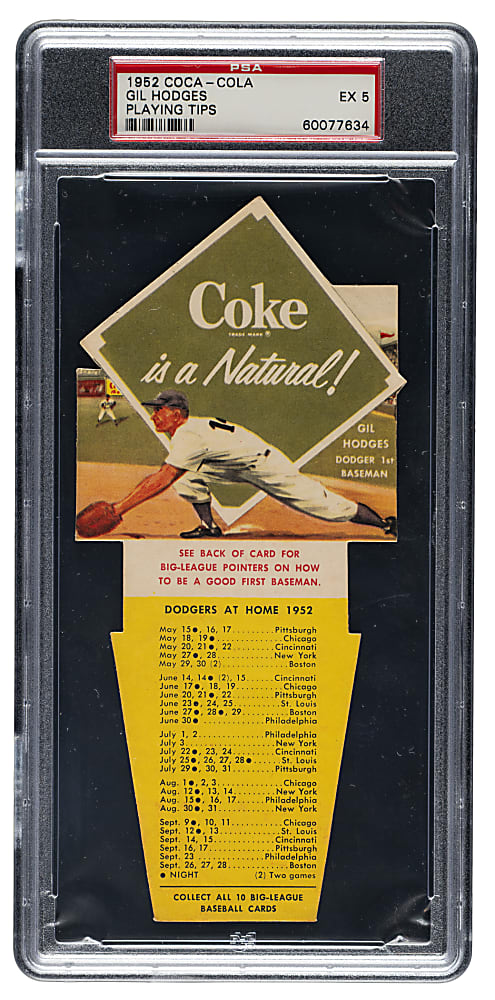 PSA
1952 COCA-COLA
GIL HODGES EX 5
PLAYING TIPS
60077634
Coke
TRADE MARK ®
is a Natural!
GIL
HODGES
DODGER 1st
BASEMAN
SEE BACK OF CARD FOR
BIG-LEAGUE POINTERS ON HOW
TO BE A GOOD FIRST BASEMAN.
DODGERS AT HOME 1952
May 15●, 16, 17..........Pittsburgh
May 18, 19●..............Chicago
May 20, 21●, 22........Cincinnati
May 27●, 28............New York
May 29, 30 (2)............Boston
June 14, 14● (2), 15.....Cincinnati
June 17●, 18, 19.........Chicago
June 20, 21●, 22........Pittsburgh
June 23●, 24, 25.........St. Louis
June 27●, 28●, 29........Boston
June 30●..............Philadelphia
July 1, 2..............Philadelphia
July 3..................New York
July 22●, 23, 24........Cincinnati
July 25●, 26, 27, 28●.....St. Louis
July 29●, 30, 31.........Pittsburgh
Aug. 1●, 2, 3............Chicago
Aug. 12●, 13, 14.........New York
Aug. 15●, 16, 17......Philadelphia
Aug. 30●, 31............New York
Sept. 9●, 10, 11..........Chicago
Sept. 12●, 13............St. Louis
Sept. 14, 15............Cincinnati
Sept. 16, 17............Pittsburgh
Sept. 23..............Philadelphia
Sept. 26, 27, 28..........Boston
● NIGHT (2) Two games
COLLECT ALL 10 BIG-LEAGUE
BASEBALL CARDS